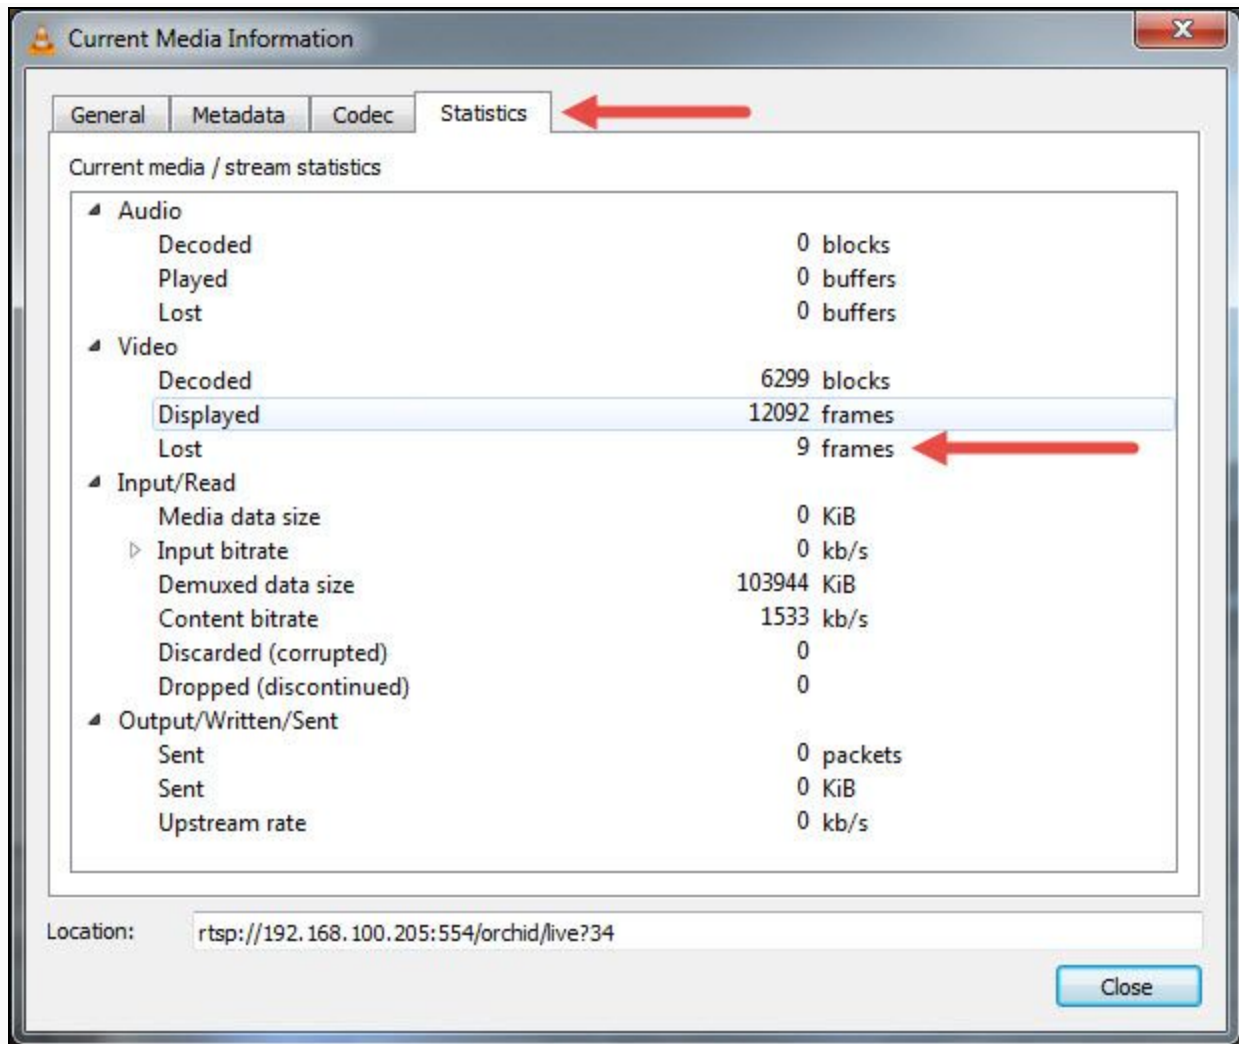 Current Media Information
X
General Metadata Codec Statistics
Current media / stream statistics
Audio
Decoded 0 blocks
Played 0 buffers
Lost 0 buffers
Video
Decoded 6299 blocks
Displayed 12092 frames
Lost 9 frames
Input/Read
Media data size 0 KiB
Input bitrate 0 kb/s
Demuxed data size 103944 KiB
Content bitrate 1533 kb/s
Discarded (corrupted) 0
Dropped (discontinued) 0
Output/Written/Sent
Sent 0 packets
Sent 0 KiB
Upstream rate 0 kb/s
Location: rtsp://192.168.100.205:554/orchid/live?34
Close